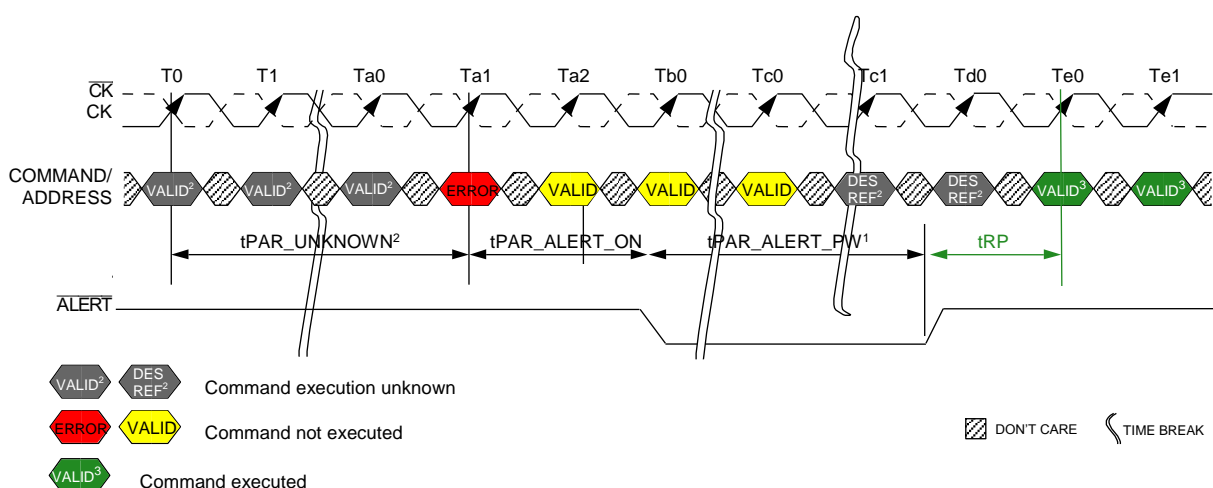 T0 T1 Ta0 Ta1 Ta2 Tb0 Tc0 Tc1 Td0 Te0 Te1
CK
CK
COMMAND/
ADDRESS
VALID² VALID² VALID² ERROR VALID VALID VALID DES REF² DES REF² VALID³ VALID³
tPAR_UNKNOWN² tPAR_ALERT_ON tPAR_ALERT_PW¹ tRP
ALERT
VALID² DES REF² Command execution unknown
ERROR VALID Command not executed
DON'T CARE TIME BREAK
VALID³ Command executed